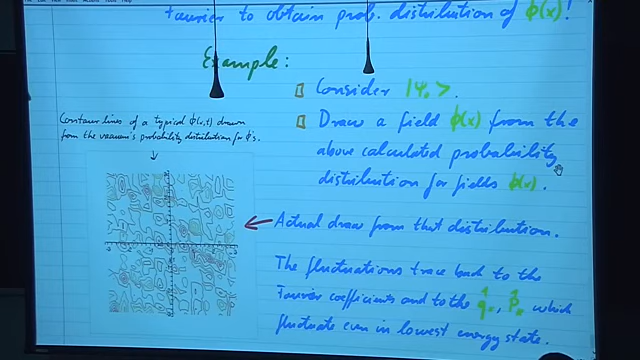 Fourier to obtain prob. distribution of ϕ(x)!
Example:
Consider |Ψ₀>.
Contour lines of a typical ϕ(x,t) drawn
from the vacuum's probability distribution for ϕ's.
Draw a field ϕ(x) from the
above calculated probability
distribution for fields ϕ(x).
Actual draw from that distribution.
The fluctuations trace back to the
Fourier coefficients and to the q̂ₖ, p̂ₖ which
fluctuate even in lowest energy state.